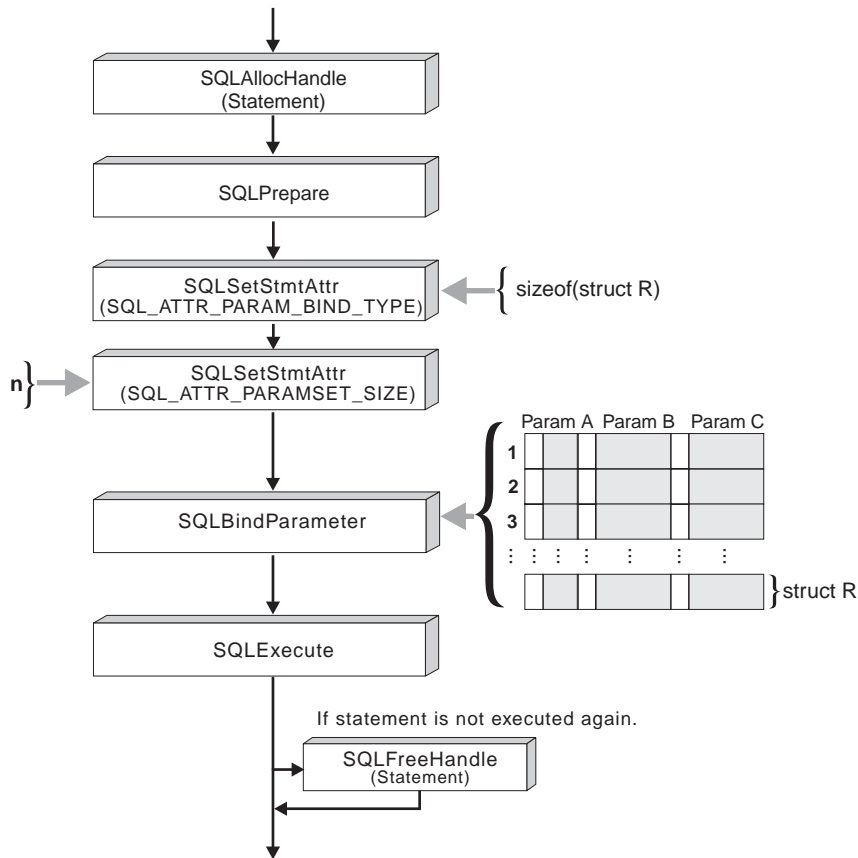 SQLAllocHandle
(Statement)
SQLPrepare
SQLSetStmtAttr
(SQL_ATTR_PARAM_BIND_TYPE)
{ sizeof(struct R)
n}
SQLSetStmtAttr
(SQL_ATTR_PARAMSET_SIZE)
Param A Param B Param C
1
2
3
SQLBindParameter
⋮ ⋮ ⋮ ⋮ ⋮ ⋮ ⋮
}struct R
SQLExecute
If statement is not executed again.
SQLFreeHandle
(Statement)